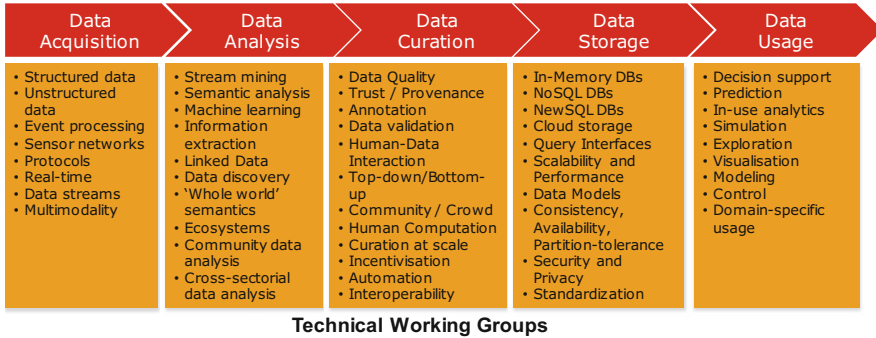 Data
Acquisition
Data
Analysis
Data
Curation
Data
Storage
Data
Usage
• Structured data
• Unstructured
data
• Event processing
• Sensor networks
• Protocols
• Real-time
• Data streams
• Multimodality
• Stream mining
• Semantic analysis
• Machine learning
• Information
extraction
• Linked Data
• Data discovery
• ‘Whole world’
semantics
• Ecosystems
• Community data
analysis
• Cross-sectorial
data analysis
• Data Quality
• Trust / Provenance
• Annotation
• Data validation
• Human-Data
Interaction
• Top-down/Bottom-
up
• Community / Crowd
• Human Computation
• Curation at scale
• Incentivisation
• Automation
• Interoperability
• In-Memory DBs
• NoSQL DBs
• NewSQL DBs
• Cloud storage
• Query Interfaces
• Scalability and
Performance
• Data Models
• Consistency,
Availability,
Partition-tolerance
• Security and
Privacy
• Standardization
• Decision support
• Prediction
• In-use analytics
• Simulation
• Exploration
• Visualisation
• Modeling
• Control
• Domain-specific
usage
Technical Working Groups